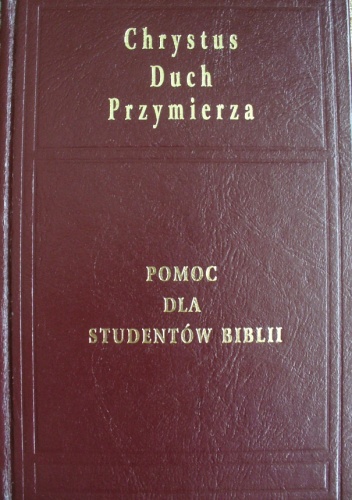 Chrystus
Duch
Przymierza
POMOC
DLA
STUDENTÓW BIBLII